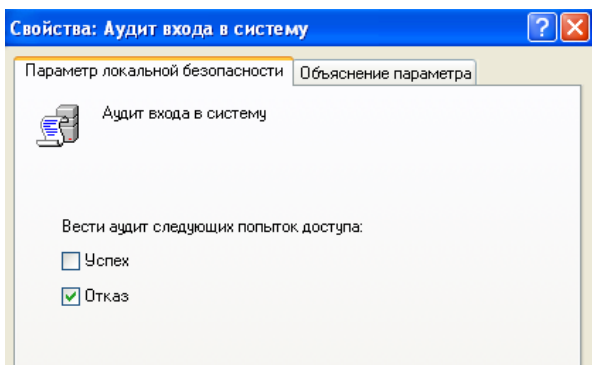 Свойства: Аудит входа в систему
Параметр локальной безопасности Объяснение параметра
Аудит входа в систему
Вести аудит следующих попыток доступа:
Успех
Отказ